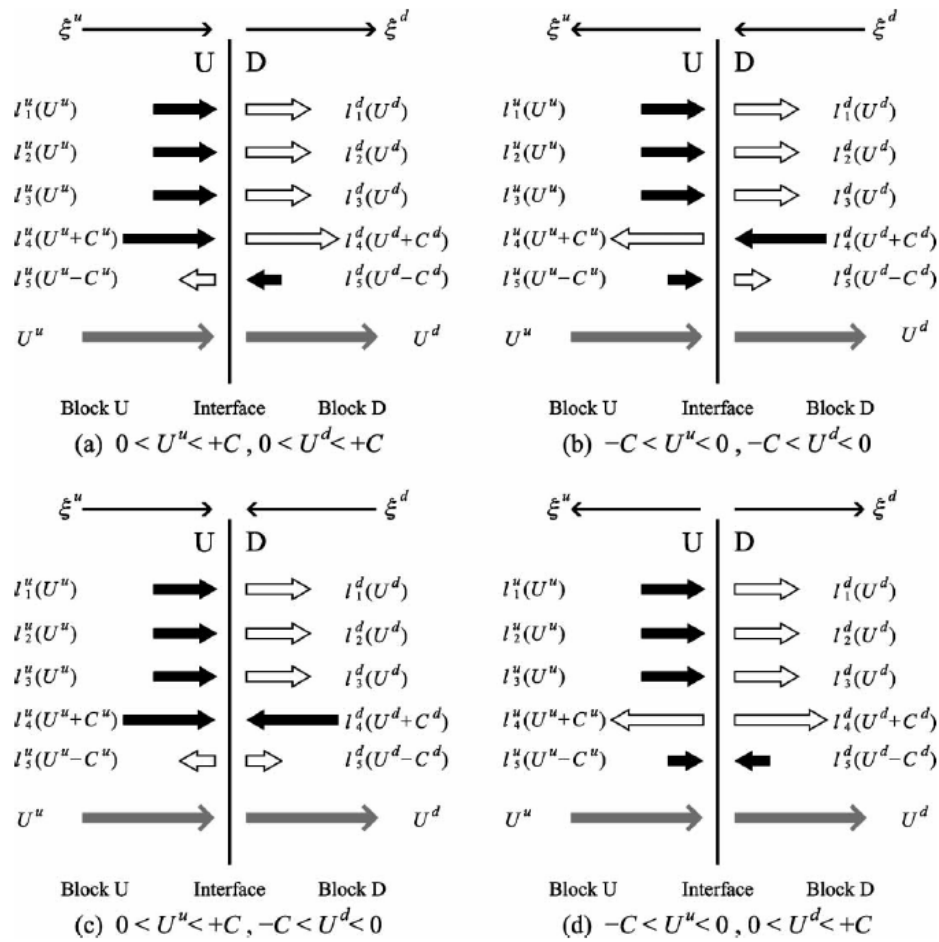 ξ^u ξ^d
U D
l_1^u(U^u) l_1^d(U^d)
l_2^u(U^u) l_2^d(U^d)
l_3^u(U^u) l_3^d(U^d)
l_4^u(U^u+C^u) l_4^d(U^d+C^d)
l_5^u(U^u−C^u) l_5^d(U^d−C^d)
U^u U^d
Block U Interface Block D
(a) 0 < U^u < +C , 0 < U^d < +C
ξ^u ξ^d
U D
l_1^u(U^u) l_1^d(U^d)
l_2^u(U^u) l_2^d(U^d)
l_3^u(U^u) l_3^d(U^d)
l_4^u(U^u+C^u) l_4^d(U^d+C^d)
l_5^u(U^u−C^u) l_5^d(U^d−C^d)
U^u U^d
Block U Interface Block D
(b) −C < U^u < 0 , −C < U^d < 0
ξ^u ξ^d
U D
l_1^u(U^u) l_1^d(U^d)
l_2^u(U^u) l_2^d(U^d)
l_3^u(U^u) l_3^d(U^d)
l_4^u(U^u+C^u) l_4^d(U^d+C^d)
l_5^u(U^u−C^u) l_5^d(U^d−C^d)
U^u U^d
Block U Interface Block D
(c) 0 < U^u < +C , −C < U^d < 0
ξ^u ξ^d
U D
l_1^u(U^u) l_1^d(U^d)
l_2^u(U^u) l_2^d(U^d)
l_3^u(U^u) l_3^d(U^d)
l_4^u(U^u+C^u) l_4^d(U^d+C^d)
l_5^u(U^u−C^u) l_5^d(U^d−C^d)
U^u U^d
Block U Interface Block D
(d) −C < U^u < 0 , 0 < U^d < +C